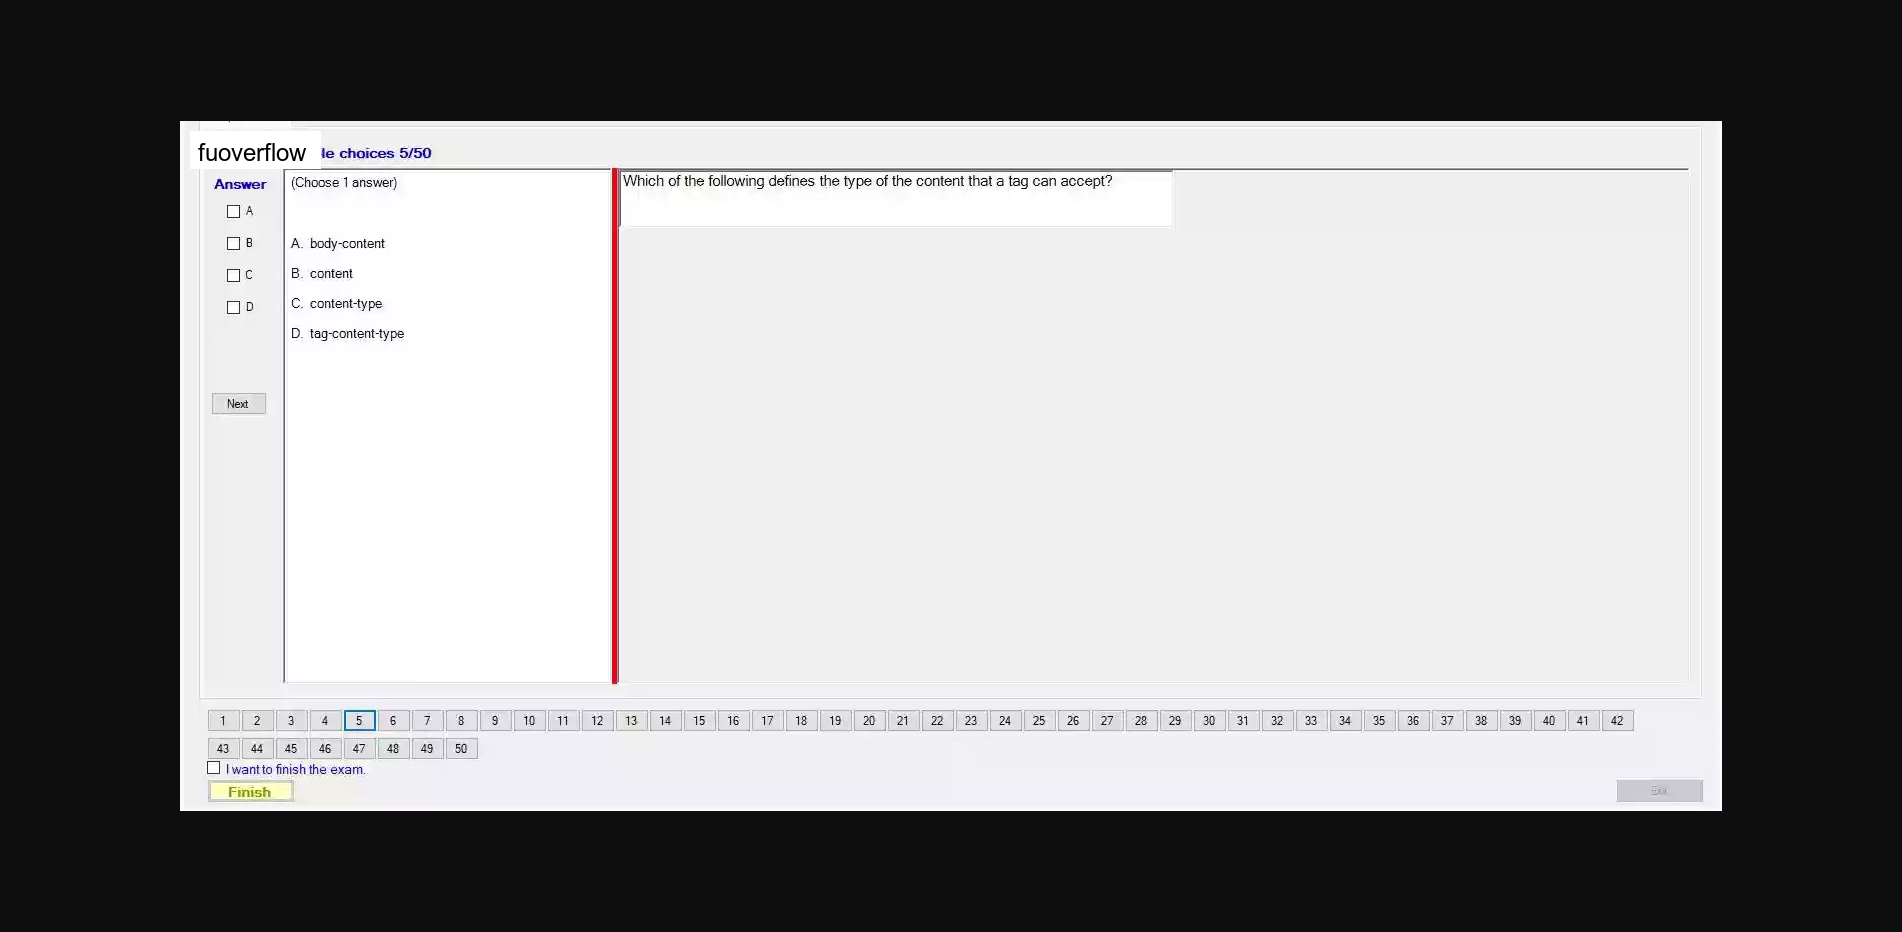 fuoverflow
le choices 5/50
Answer
(Choose 1 answer)
Which of the following defines the type of the content that a tag can accept?
A
B
C
D
A. body-content
B. content
C. content-type
D. tag-content-type
Next
1 2 3 4 5 6 7 8 9 10 11 12 13 14 15 16 17 18 19 20 21 22 23 24 25 26 27 28 29 30 31 32 33 34 35 36 37 38 39 40 41 42
43 44 45 46 47 48 49 50
I want to finish the exam.
Finish
Exit